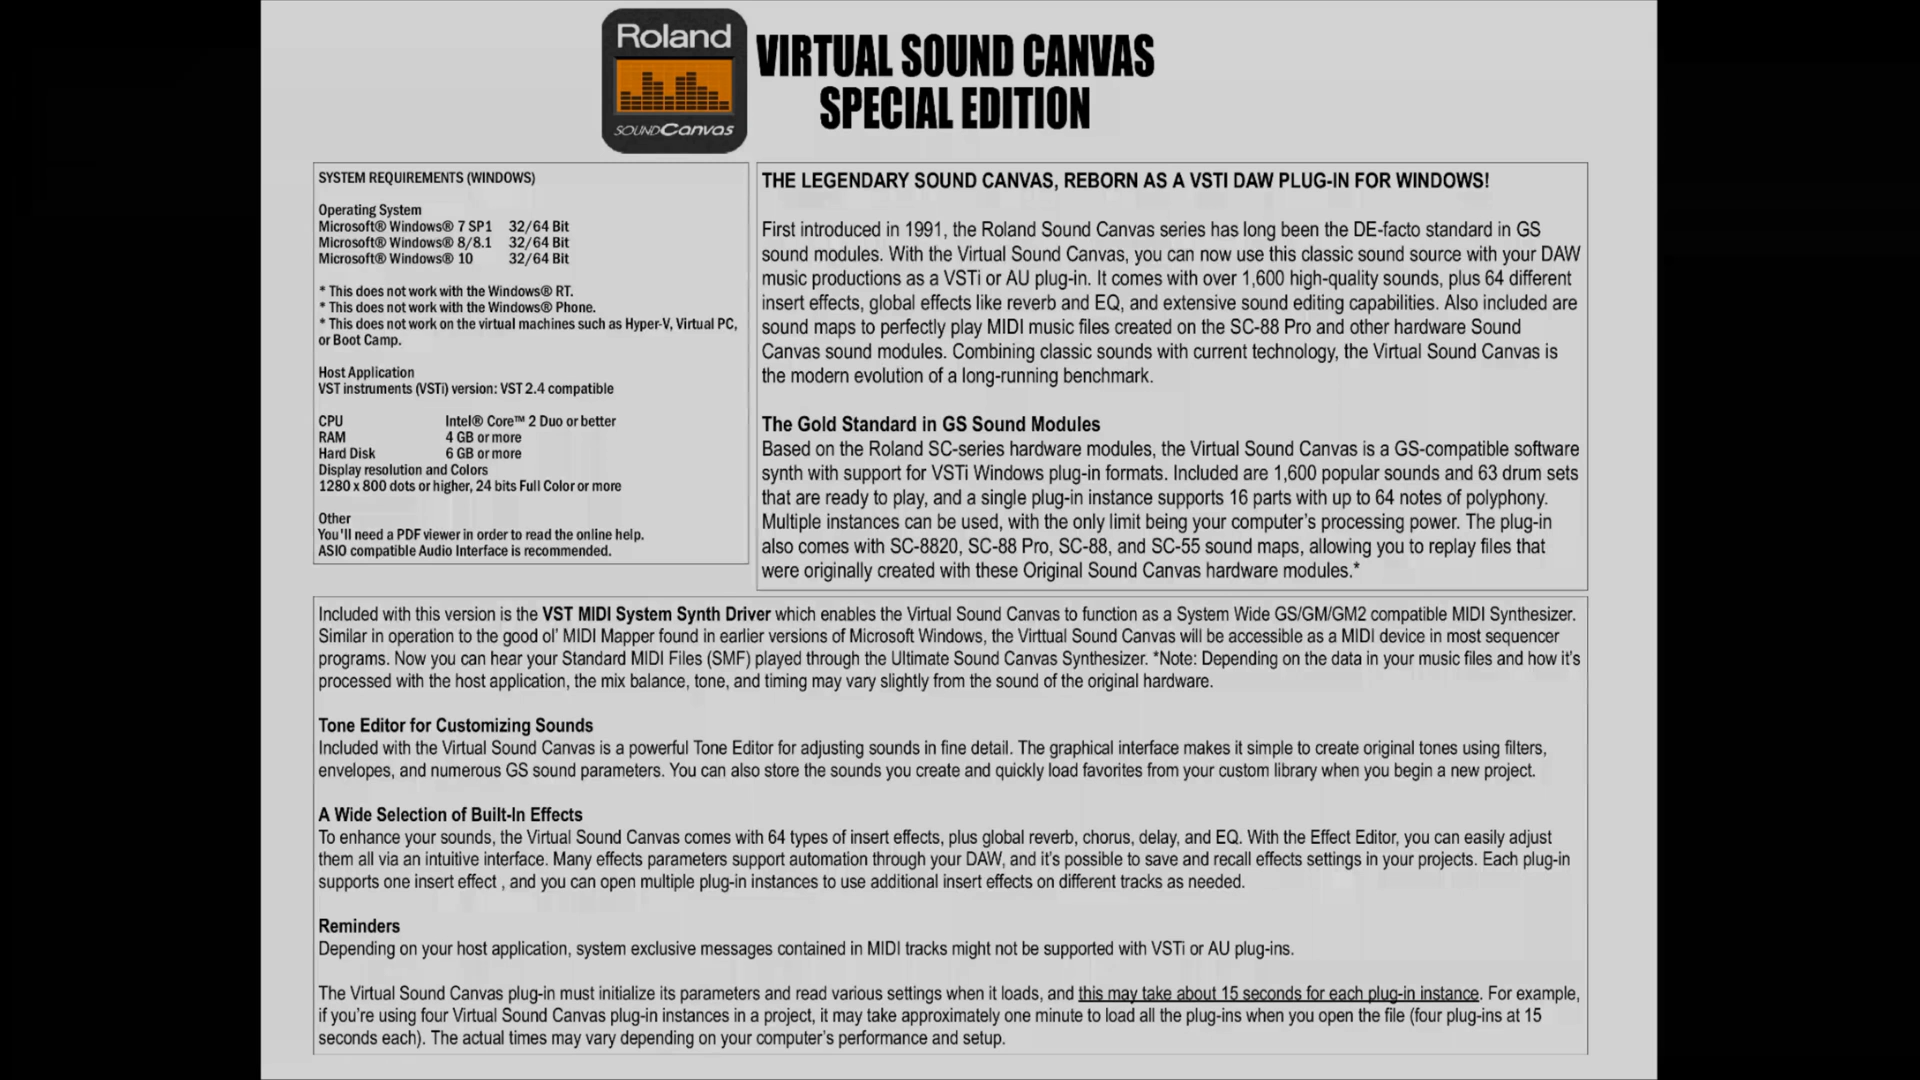 Roland
SOUNDCanvas
VIRTUAL SOUND CANVAS
SPECIAL EDITION
SYSTEM REQUIREMENTS (WINDOWS)
Operating System
Microsoft® Windows® 7 SP1 32/64 Bit
Microsoft® Windows® 8/8.1 32/64 Bit
Microsoft® Windows® 10 32/64 Bit
* This does not work with the Windows® RT.
* This does not work with the Windows® Phone.
* This does not work on the virtual machines such as Hyper-V, Virtual PC,
or Boot Camp.
Host Application
VST instruments (VSTi) version: VST 2.4 compatible
CPU Intel® Core™ 2 Duo or better
RAM 4 GB or more
Hard Disk 6 GB or more
Display resolution and Colors
1280 x 800 dots or higher, 24 bits Full Color or more
Other
You'll need a PDF viewer in order to read the online help.
ASIO compatible Audio Interface is recommended.
THE LEGENDARY SOUND CANVAS, REBORN AS A VSTI DAW PLUG-IN FOR WINDOWS!
First introduced in 1991, the Roland Sound Canvas series has long been the DE-facto standard in GS
sound modules. With the Virtual Sound Canvas, you can now use this classic sound source with your DAW
music productions as a VSTi or AU plug-in. It comes with over 1,600 high-quality sounds, plus 64 different
insert effects, global effects like reverb and EQ, and extensive sound editing capabilities. Also included are
sound maps to perfectly play MIDI music files created on the SC-88 Pro and other hardware Sound
Canvas sound modules. Combining classic sounds with current technology, the Virtual Sound Canvas is
the modern evolution of a long-running benchmark.
The Gold Standard in GS Sound Modules
Based on the Roland SC-series hardware modules, the Virtual Sound Canvas is a GS-compatible software
synth with support for VSTi Windows plug-in formats. Included are 1,600 popular sounds and 63 drum sets
that are ready to play, and a single plug-in instance supports 16 parts with up to 64 notes of polyphony.
Multiple instances can be used, with the only limit being your computer's processing power. The plug-in
also comes with SC-8820, SC-88 Pro, SC-88, and SC-55 sound maps, allowing you to replay files that
were originally created with these Original Sound Canvas hardware modules.*
Included with this version is the VST MIDI System Synth Driver which enables the Virtual Sound Canvas to function as a System Wide GS/GM/GM2 compatible MIDI Synthesizer.
Similar in operation to the good ol' MIDI Mapper found in earlier versions of Microsoft Windows, the Virttual Sound Canvas will be accessible as a MIDI device in most sequencer
programs. Now you can hear your Standard MIDI Files (SMF) played through the Ultimate Sound Canvas Synthesizer. *Note: Depending on the data in your music files and how it's
processed with the host application, the mix balance, tone, and timing may vary slightly from the sound of the original hardware.
Tone Editor for Customizing Sounds
Included with the Virtual Sound Canvas is a powerful Tone Editor for adjusting sounds in fine detail. The graphical interface makes it simple to create original tones using filters,
envelopes, and numerous GS sound parameters. You can also store the sounds you create and quickly load favorites from your custom library when you begin a new project.
A Wide Selection of Built-In Effects
To enhance your sounds, the Virtual Sound Canvas comes with 64 types of insert effects, plus global reverb, chorus, delay, and EQ. With the Effect Editor, you can easily adjust
them all via an intuitive interface. Many effects parameters support automation through your DAW, and it's possible to save and recall effects settings in your projects. Each plug-in
supports one insert effect , and you can open multiple plug-in instances to use additional insert effects on different tracks as needed.
Reminders
Depending on your host application, system exclusive messages contained in MIDI tracks might not be supported with VSTi or AU plug-ins.
The Virtual Sound Canvas plug-in must initialize its parameters and read various settings when it loads, and this may take about 15 seconds for each plug-in instance. For example,
if you're using four Virtual Sound Canvas plug-in instances in a project, it may take approximately one minute to load all the plug-ins when you open the file (four plug-ins at 15
seconds each). The actual times may vary depending on your computer's performance and setup.